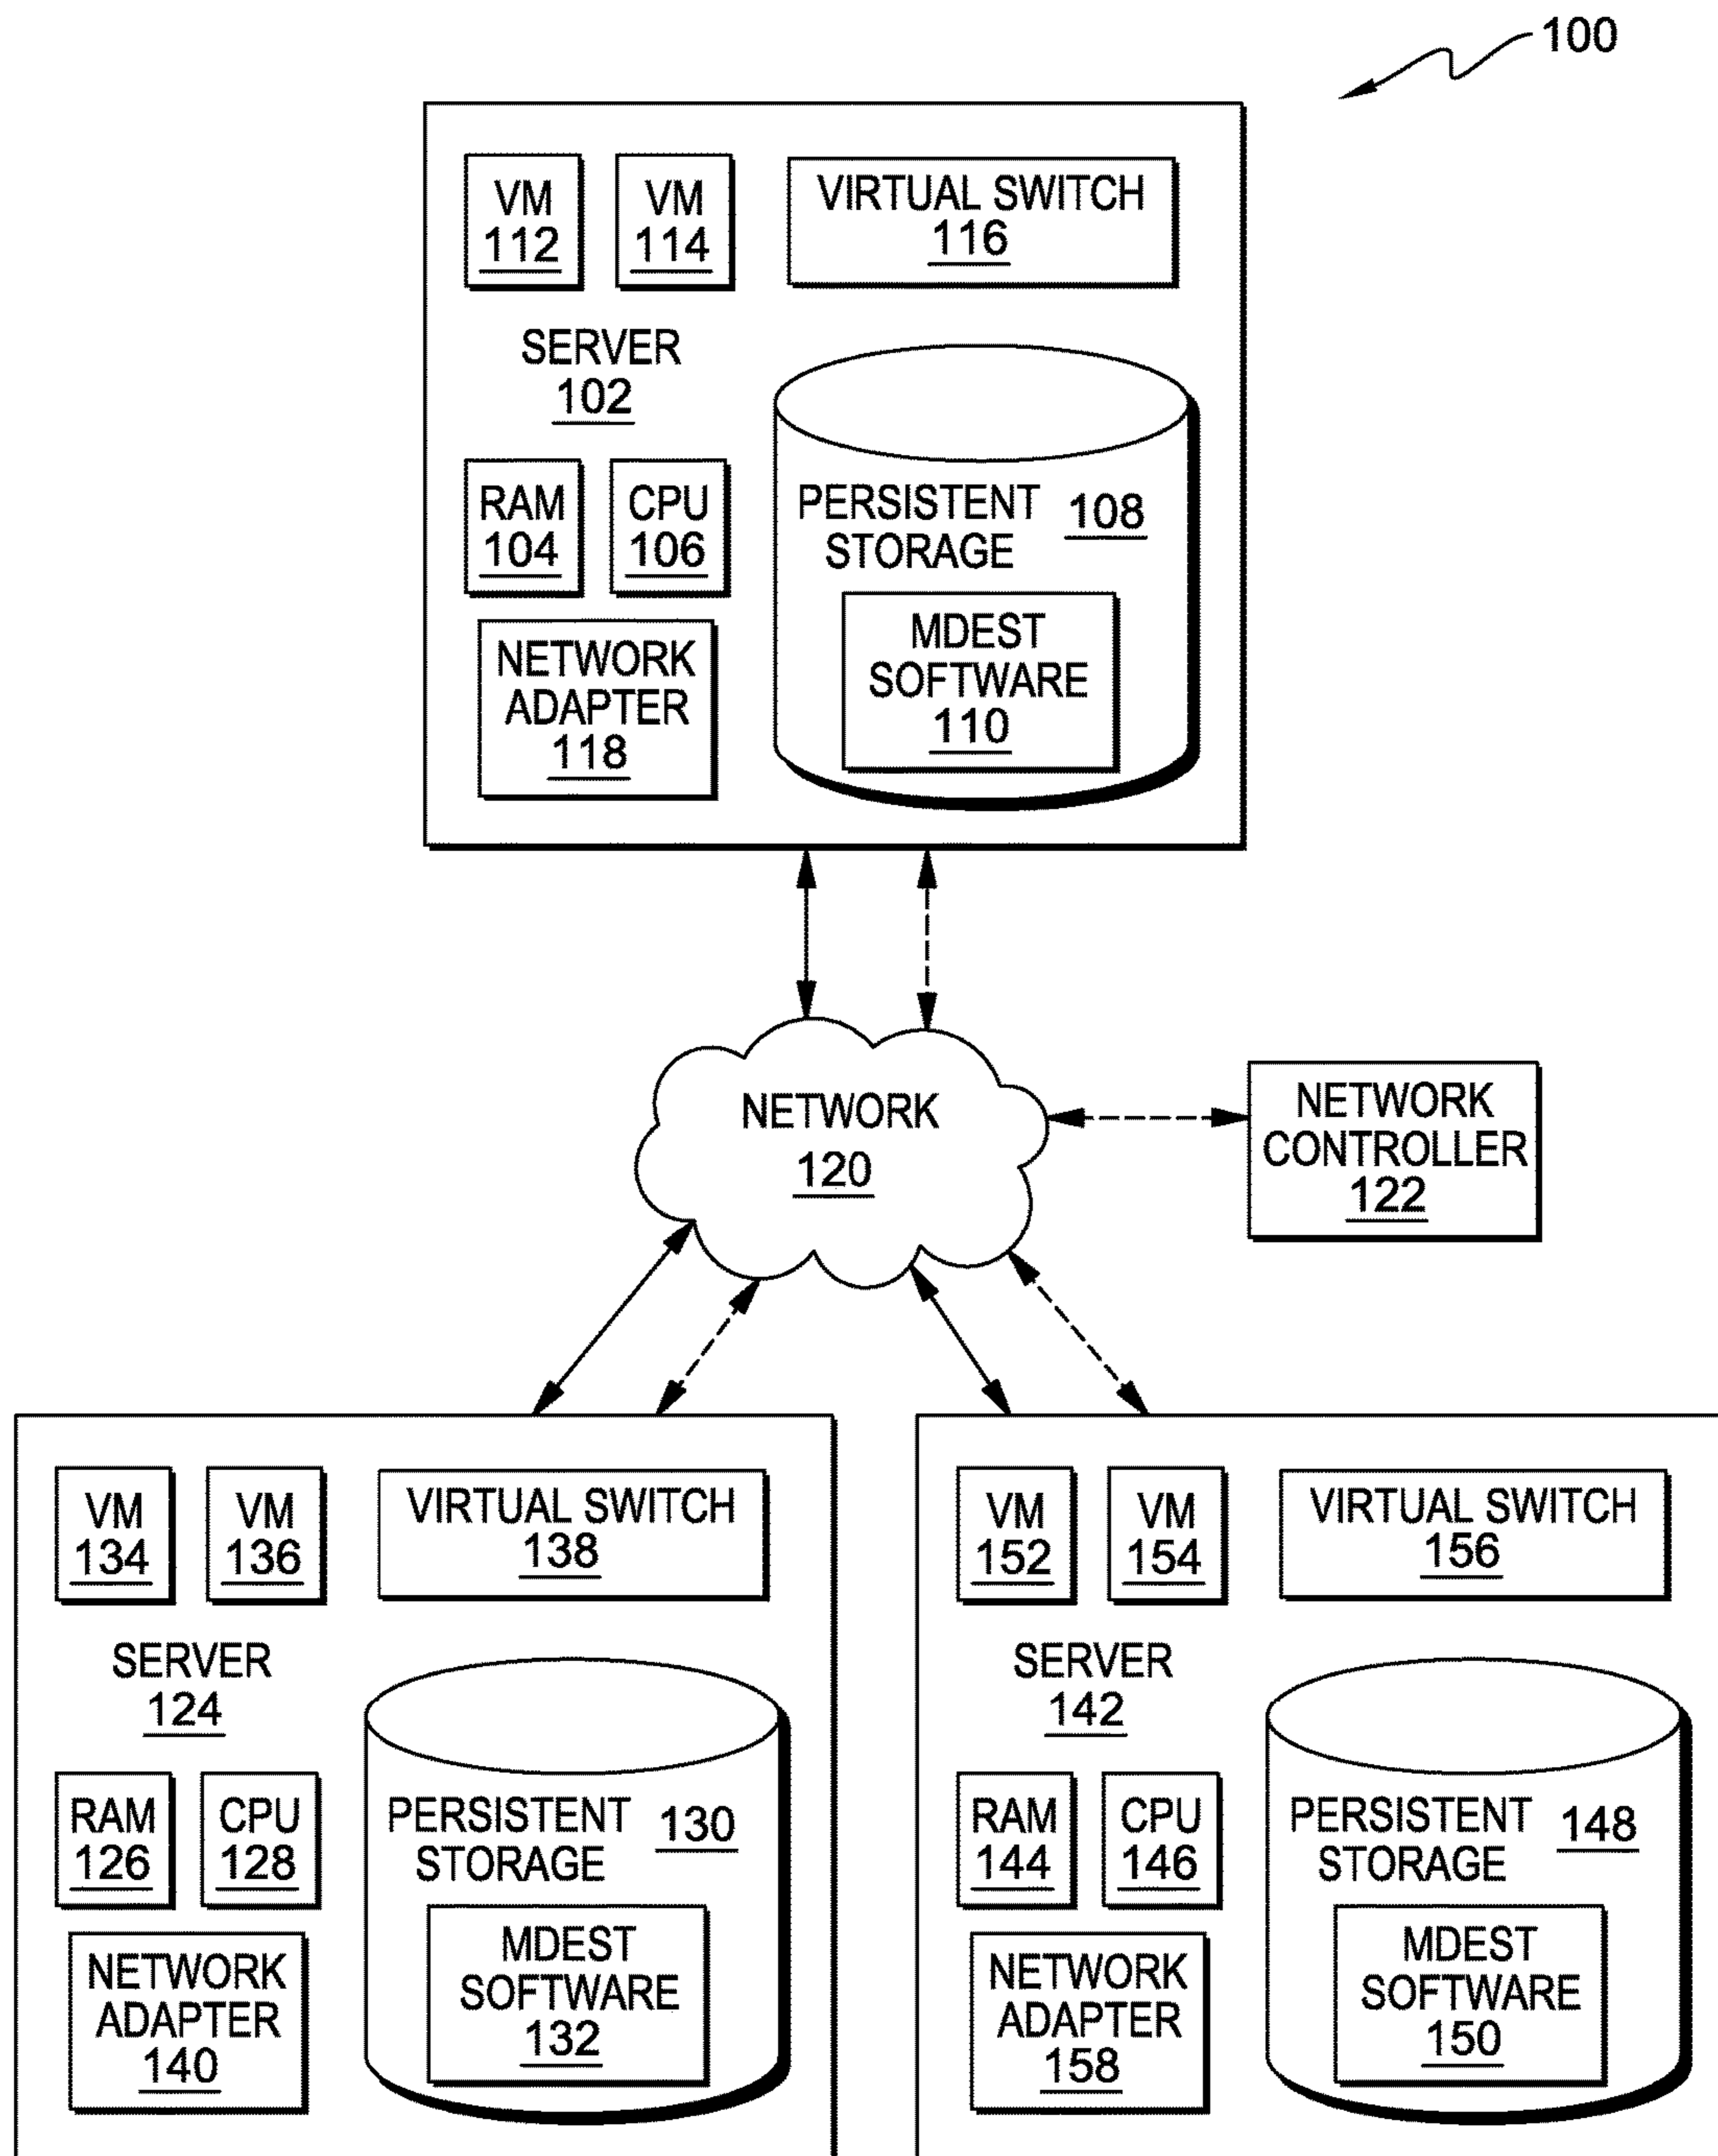 100
VM
112
VM
114
VIRTUAL SWITCH
116
SERVER
102
RAM
104
CPU
106
PERSISTENT
STORAGE
108
NETWORK
ADAPTER
118
MDEST
SOFTWARE
110
NETWORK
120
NETWORK
CONTROLLER
122
VM
134
VM
136
VIRTUAL SWITCH
138
SERVER
124
RAM
126
CPU
128
PERSISTENT
STORAGE
130
NETWORK
ADAPTER
140
MDEST
SOFTWARE
132
VM
152
VM
154
VIRTUAL SWITCH
156
SERVER
142
RAM
144
CPU
146
PERSISTENT
STORAGE
148
NETWORK
ADAPTER
158
MDEST
SOFTWARE
150